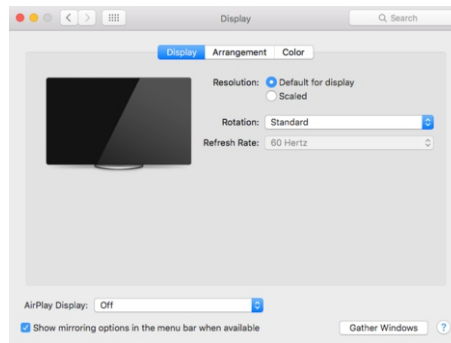 Display
Search
Display Arrangement Color
Resolution: Default for display
Scaled
Rotation: Standard
Refresh Rate: 60 Hertz
AirPlay Display: Off
Show mirroring options in the menu bar when available
Gather Windows ?